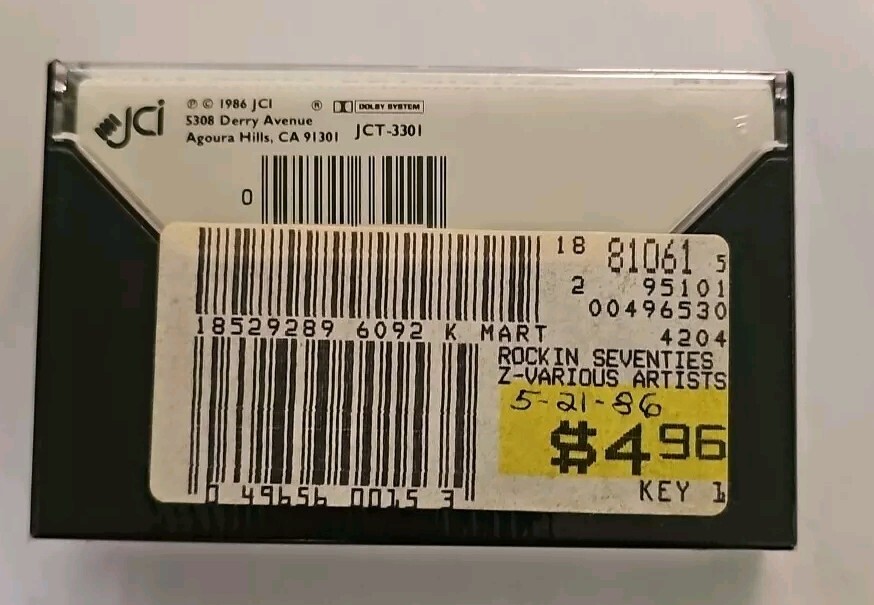 JCi
℗ © 1986 JCI ® DOLBY SYSTEM
5308 Derry Avenue
Agoura Hills, CA 91301 JCT-3301
0
18 81061 5
2 95101
00496530
18529289 6092 K MART 4204
ROCKIN SEVENTIES
Z-VARIOUS ARTISTS
5-21-86
$4 96
0 49656 0015 3
KEY 1